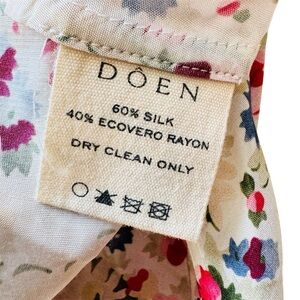 DÔEN
60% SILK
40% ECOVERO RAYON
DRY CLEAN ONLY